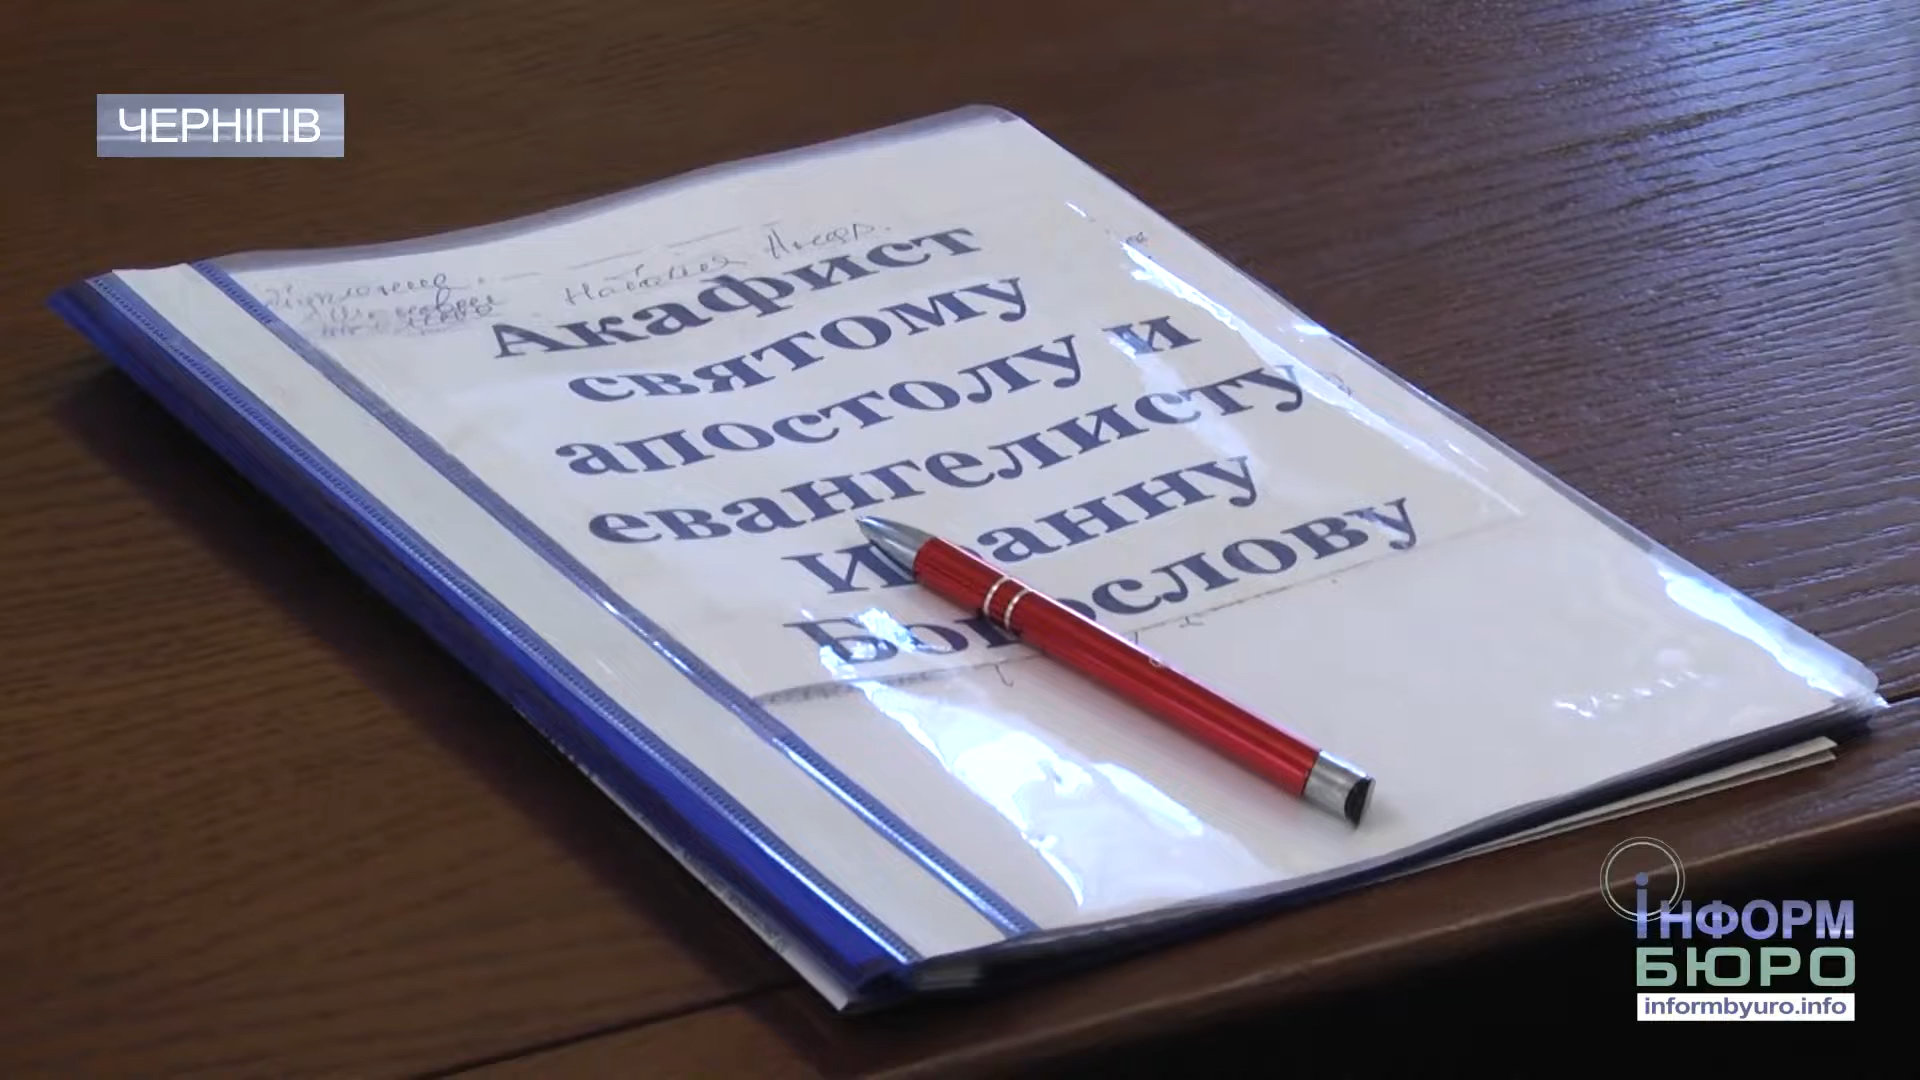 ЧЕРНІГІВ
Акафист
святому
апостолу и
евангелисту
Иоанну
Богослову
ІНФОРМ
БЮРО
informbyuro.info